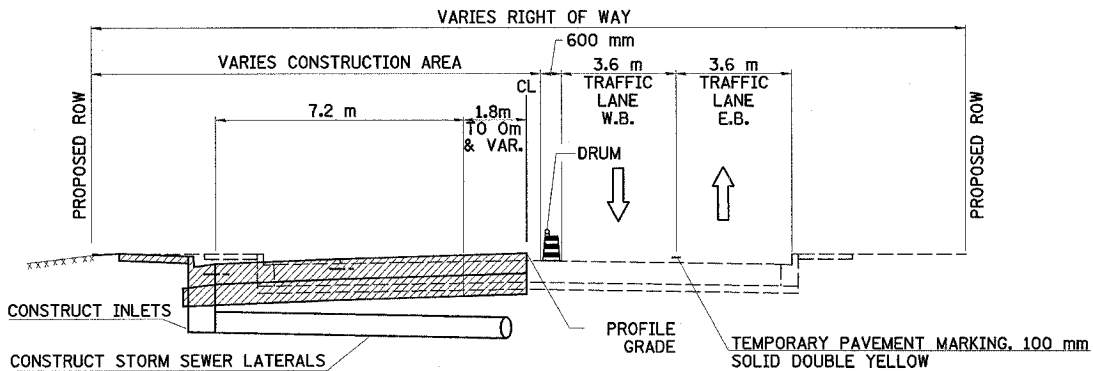 VARIES RIGHT OF WAY
600 mm
VARIES CONSTRUCTION AREA
3.6 m
TRAFFIC
LANE
W.B.
3.6 m
TRAFFIC
LANE
E.B.
CL
7.2 m
1.8m
TO 0m
& VAR.
PROPOSED ROW
PROPOSED ROW
DRUM
CONSTRUCT INLETS
PROFILE
GRADE
CONSTRUCT STORM SEWER LATERALS
TEMPORARY PAVEMENT MARKING, 100 mm
SOLID DOUBLE YELLOW